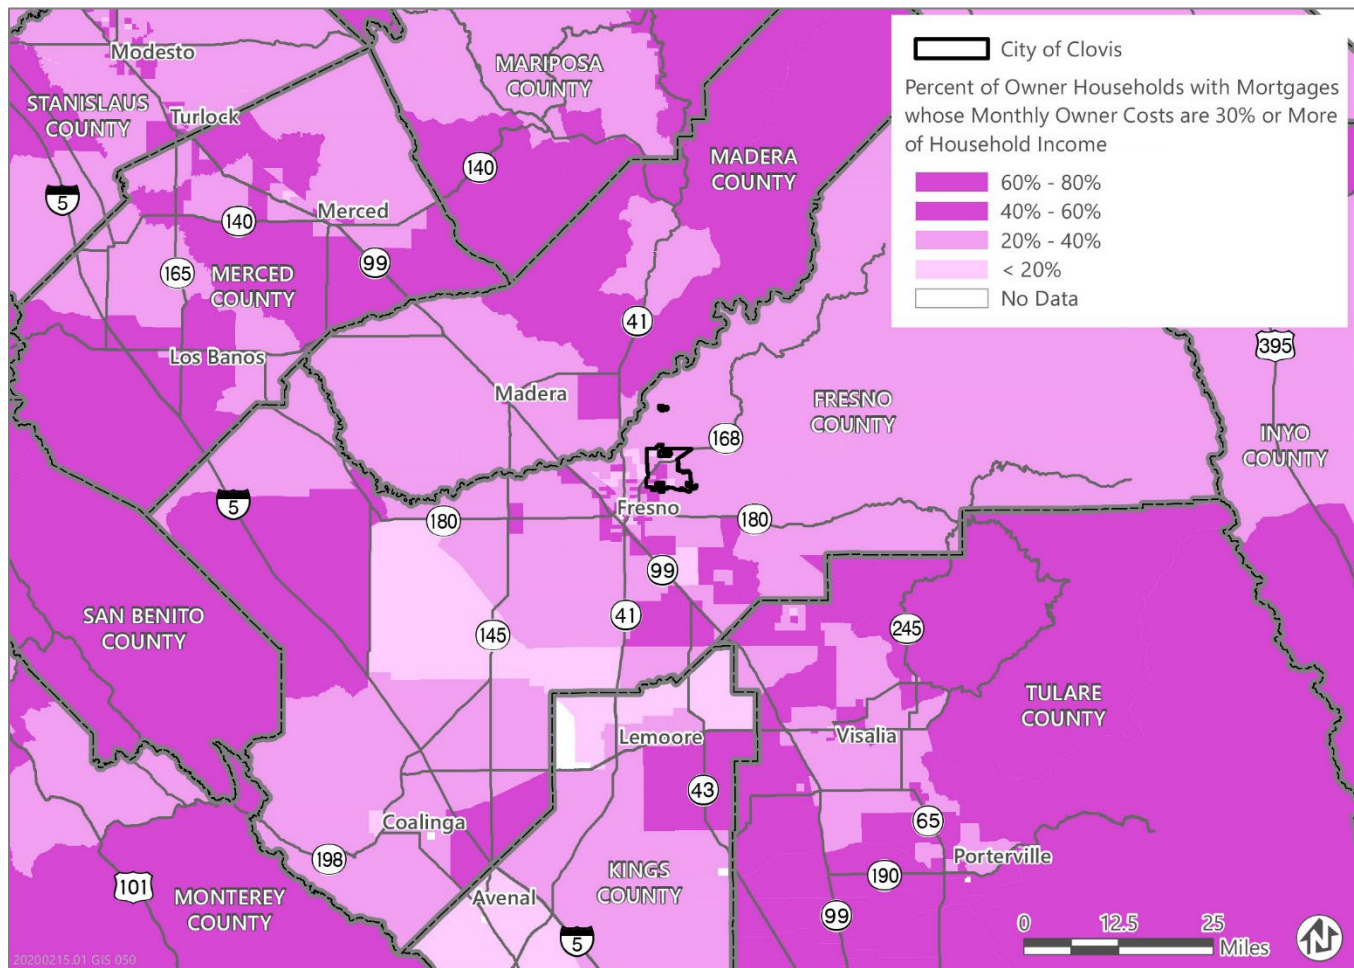 City of Clovis
Percent of Owner Households with Mortgages
whose Monthly Owner Costs are 30% or More
of Household Income
60% - 80%
40% - 60%
20% - 40%
< 20%
No Data
Modesto
MARIPOSA
COUNTY
STANISLAUS
COUNTY
Turlock
140
MADERA
COUNTY
5
140
Merced
165
99
MERCED
COUNTY
41
395
Los Banos
Madera
FRESNO
COUNTY
168
INYO
COUNTY
5
180
Fresno
180
99
SAN BENITO
COUNTY
145
41
245
TULARE
COUNTY
Lemoore
Visalia
43
Coalinga
65
198
Porterville
101
MONTEREY
COUNTY
KINGS
COUNTY
190
Avenal
99
5
0 12.5 25
Miles
N
20200215.01 GIS 050